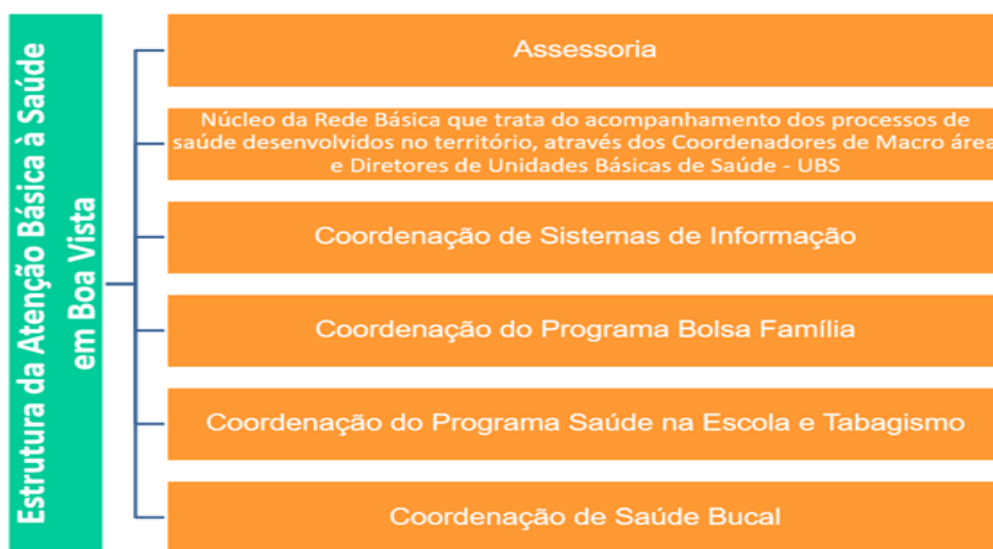 Estrutura da Atenção Básica à Saúde
em Boa Vista
Assessoria
Núcleo da Rede Básica que trata do acompanhamento dos processos de
saúde desenvolvidos no território, através dos Coordenadores de Macro área
e Diretores de Unidades Básicas de Saúde - UBS
Coordenação de Sistemas de Informação
Coordenação do Programa Bolsa Família
Coordenação do Programa Saúde na Escola e Tabagismo
Coordenação de Saúde Bucal